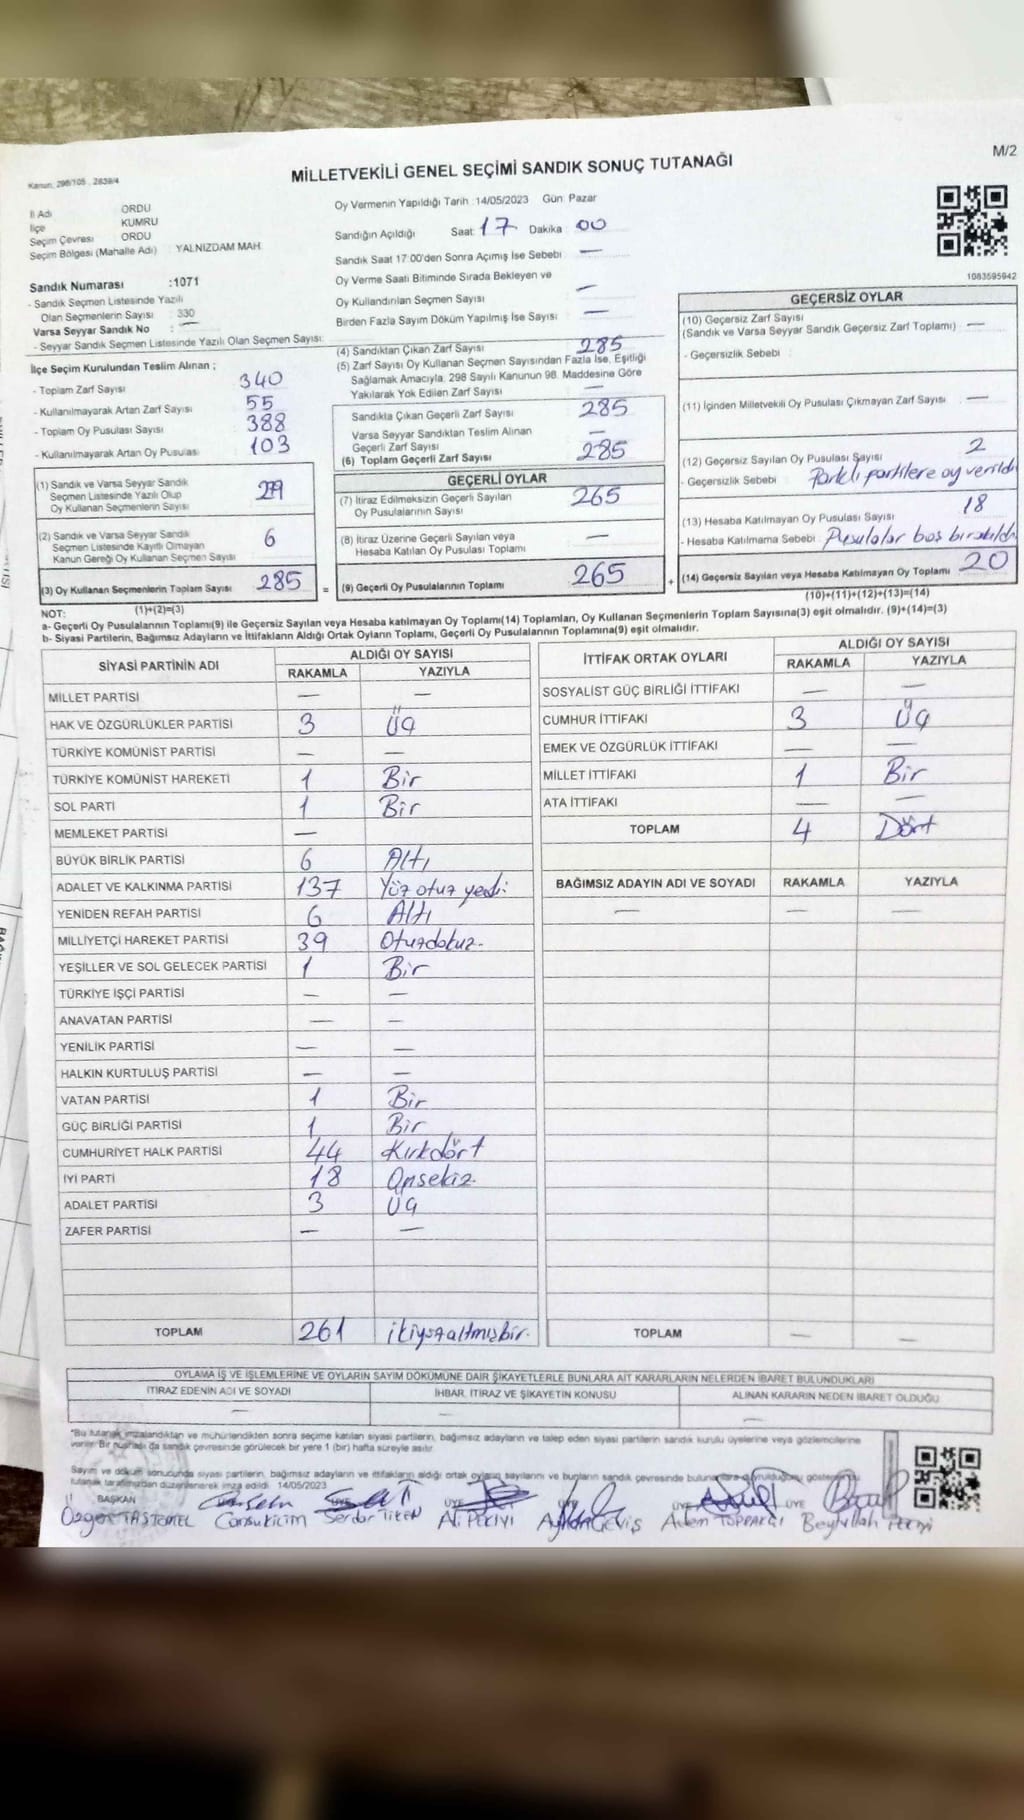 M/2
Kanun, 298/105 , 2839/4
MİLLETVEKİLİ GENEL SEÇİMİ SANDIK SONUÇ TUTANAĞI
İl Adı ORDU
İlçe KUMRU
Seçim Çevresi ORDU
Seçim Bölgesi (Mahalle Adı) : YALNIZDAM MAH.
Sandık Numarası :1071
- Sandık Seçmen Listesinde Yazılı
Olan Seçmenlerin Sayısı : 330
Varsa Seyyar Sandık No : —
- Seyyar Sandık Seçmen Listesinde Yazılı Olan Seçmen Sayısı:
İlçe Seçim Kurulundan Teslim Alınan ;
- Toplam Zarf Sayısı 340
- Kullanılmayarak Artan Zarf Sayısı 55
- Toplam Oy Pusulası Sayısı 388
- Kullanılmayarak Artan Oy Pusulası 103
(1) Sandık ve Varsa Seyyar Sandık
Seçmen Listesinde Yazılı Olup
Oy Kullanan Seçmenlerin Sayısı
(2) Sandık ve Varsa Seyyar Sandık
Seçmen Listesinde Kayıtlı Olmayan
Kanun Gereği Oy Kullanan Seçmen Sayısı 6
(3) Oy Kullanan Seçmenlerin Toplam Sayısı 285 =
(1)+(2)=(3)
Oy Vermenin Yapıldığı Tarih :14/05/2023 Gün: Pazar
Sandığın Açıldığı Saat: 17 Dakika 00
Sandık Saat 17:00'den Sonra Açımış İse Sebebi —
Oy Verme Saati Bitiminde Sırada Bekleyen ve
Oy Kullandırılan Seçmen Sayısı —
Birden Fazla Sayım Döküm Yapılmış İse Sayısı : —
(4) Sandıktan Çıkan Zarf Sayısı 285
(5) Zarf Sayısı Oy Kullanan Seçmen Sayısından Fazla İse, Eşitliği
Sağlamak Amacıyla; 298 Sayılı Kanunun 98. Maddesine Göre
Yakılarak Yok Edilen Zarf Sayısı —
Sandıkta Çıkan Geçerli Zarf Sayısı 285
Varsa Seyyar Sandıktan Teslim Alınan
Geçerli Zarf Sayısı —
(6) Toplam Geçerli Zarf Sayısı 285
GEÇERLİ OYLAR
(7) İtiraz Edilmeksizin Geçerli Sayılan
Oy Pusulalarının Sayısı 265
(8) İtiraz Üzerine Geçerli Sayılan veya
Hesaba Katılan Oy Pusulası Toplamı —
(9) Geçerli Oy Pusulalarının Toplamı 265 +
1083595942
GEÇERSİZ OYLAR
(10) Geçersiz Zarf Sayısı
(Sandık ve Varsa Seyyar Sandık Geçersiz Zarf Toplamı) —
- Geçersizlik Sebebi :
(11) İçinden Milletvekili Oy Pusulası Çıkmayan Zarf Sayısı —
(12) Geçersiz Sayılan Oy Pusulası Sayısı 2
- Geçersizlik Sebebi : Farklı partilere oy verildi
(13) Hesaba Katılmayan Oy Pusulası Sayısı 18
- Hesaba Katılmama Sebebi : Pusulalar boş bırakıldı
(14) Geçersiz Sayılan veya Hesaba Katılmayan Oy Toplamı 20
(10)+(11)+(12)+(13)=(14)
NOT:
a- Geçerli Oy Pusulalarının Toplamı(9) ile Geçersiz Sayılan veya Hesaba katılmayan Oy Toplamı(14) Toplamları, Oy Kullanan Seçmenlerin Toplam Sayısına(3) eşit olmalıdır. (9)+(14)=(3)
b- Siyasi Partilerin, Bağımsız Adayların ve İttifakların Aldığı Ortak Oyların Toplamı, Geçerli Oy Pusulalarının Toplamına(9) eşit olmalıdır.
SİYASİ PARTİNİN ADI ALDIĞI OY SAYISI
RAKAMLA YAZIYLA
MİLLET PARTİSİ — —
HAK VE ÖZGÜRLÜKLER PARTİSİ 3 Üç
TÜRKİYE KOMÜNİST PARTİSİ — —
TÜRKİYE KOMÜNİST HAREKETİ 1 Bir
SOL PARTİ 1 Bir
MEMLEKET PARTİSİ —
BÜYÜK BİRLİK PARTİSİ 6 Altı
ADALET VE KALKINMA PARTİSİ 137 Yüz otuz yedi
YENİDEN REFAH PARTİSİ 6 Altı
MİLLİYETÇİ HAREKET PARTİSİ 39 Otuzdokuz.
YEŞİLLER VE SOL GELECEK PARTİSİ 1 Bir
TÜRKİYE İŞÇİ PARTİSİ — —
ANAVATAN PARTİSİ — —
YENİLİK PARTİSİ — —
HALKIN KURTULUŞ PARTİSİ — —
VATAN PARTİSİ 1 Bir
GÜÇ BİRLİĞİ PARTİSİ 1 Bir
CUMHURİYET HALK PARTİSİ 44 Kırkdört
İYİ PARTİ 18 Onsekiz.
ADALET PARTİSİ 3 Üç
ZAFER PARTİSİ — —
TOPLAM 261 ikiyüzaltmışbir.
İTTİFAK ORTAK OYLARI ALDIĞI OY SAYISI
RAKAMLA YAZIYLA
SOSYALİST GÜÇ BİRLİĞİ İTTİFAKI — —
CUMHUR İTTİFAKI 3 Üç
EMEK VE ÖZGÜRLÜK İTTİFAKI — —
MİLLET İTTİFAKI 1 Bir
ATA İTTİFAKI — —
TOPLAM 4 Dört
BAĞIMSIZ ADAYIN ADI VE SOYADI RAKAMLA YAZIYLA
— — —
TOPLAM — —
OYLAMA İŞ VE İŞLEMLERİNE VE OYLARIN SAYIM DÖKÜMÜNE DAİR ŞİKAYETLERLE BUNLARA AİT KARARLARIN NELERDEN İBARET BULUNDUKLARI
İTİRAZ EDENİN ADI VE SOYADI İHBAR, İTİRAZ VE ŞİKAYETİN KONUSU ALINAN KARARIN NEDEN İBARET OLDUĞU
— — —
*Bu tutanak imzalandıktan ve mühürlendikten sonra seçime katılan siyasi partilerin, bağımsız adayların ve talep eden siyasi partilerin sandık kurulu üyelerine veya gözlemcilerine
verilir. Bir nüshası da sandık çevresinde görülecek bir yere 1 (bir) hafta süreyle asılır.
Sayım ve döküm sonucunda siyasi partilerin, bağımsız adayların ve ittifakların aldığı ortak oyların sayılarını ve bunların sandık çevresinde
tutanak tarafımızdan düzenlenerek imza edildi. 14/05/2023
BAŞKAN ÜYE ÜYE ÜYE ÜYE
Özgür TAŞTEMEL Serdar Ali PEKİYİ Adem TOPRAKÇI Beytullah